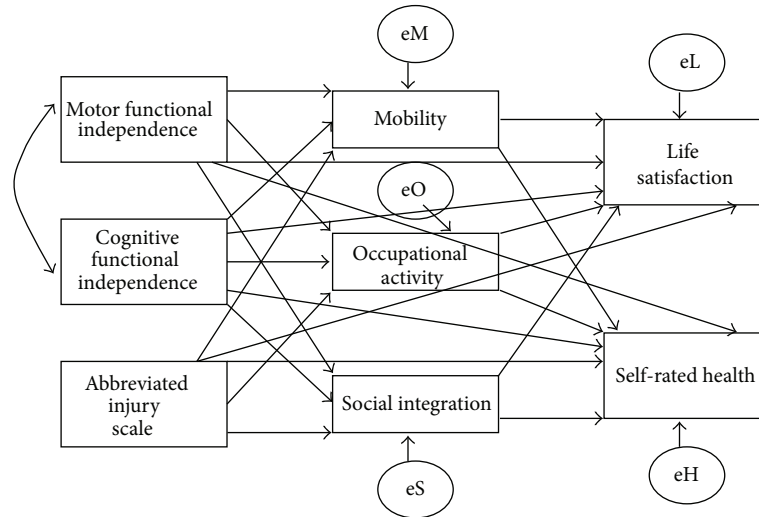 eM
eL
Motor functional
independence
Mobility
Life
satisfaction
eO
Cognitive
functional
independence
Occupational
activity
Abbreviated
injury
scale
Social integration
Self-rated health
eS
eH